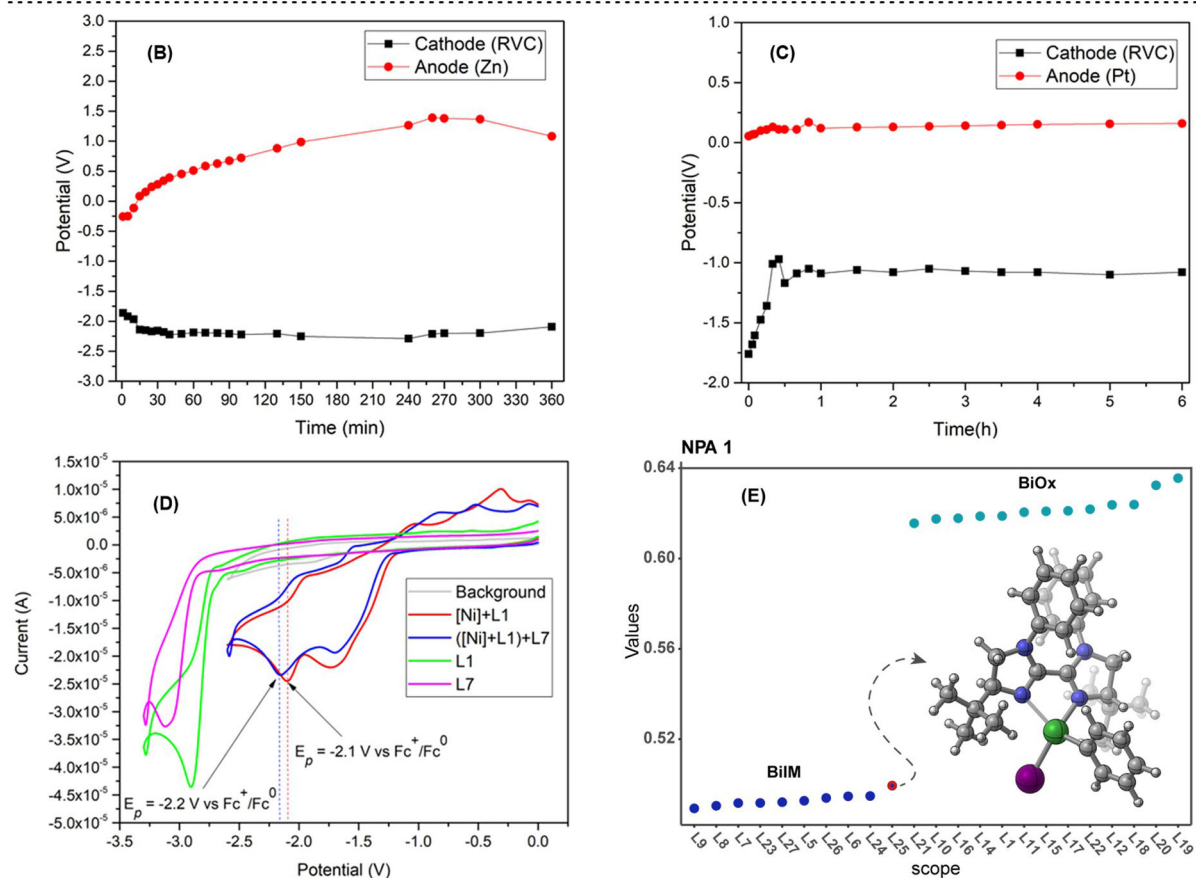 (B)
Cathode (RVC)
Anode (Zn)
3.0
2.5
2.0
1.5
1.0
0.5
0.0
-0.5
-1.0
-1.5
-2.0
-2.5
-3.0
Potential (V)
0 30 60 90 120 150 180 210 240 270 300 330 360
Time (min)
(C)
Cathode (RVC)
Anode (Pt)
1.0
0.5
0.0
-0.5
-1.0
-1.5
-2.0
Potential(V)
0 1 2 3 4 5 6
Time(h)
(D)
1.5x10-5
1.0x10-5
5.0x10-6
0.0
-5.0x10-6
-1.0x10-5
-1.5x10-5
-2.0x10-5
-2.5x10-5
-3.0x10-5
-3.5x10-5
-4.0x10-5
-4.5x10-5
-5.0x10-5
Current (A)
Background
[Ni]+L1
([Ni]+L1)+L7
L1
L7
Ep = -2.1 V vs Fc+/Fc0
Ep = -2.2 V vs Fc+/Fc0
-3.5 -3.0 -2.5 -2.0 -1.5 -1.0 -0.5 0.0
Potential (V)
NPA 1
(E)
BiOx
BiIM
0.64
0.60
0.56
0.52
Values
L9 L8 L7 L23 L27 L5 L26 L6 L24 L25 L21 L10 L16 L14 L1 L11 L15 L17 L22 L12 L18 L20 L19
scope